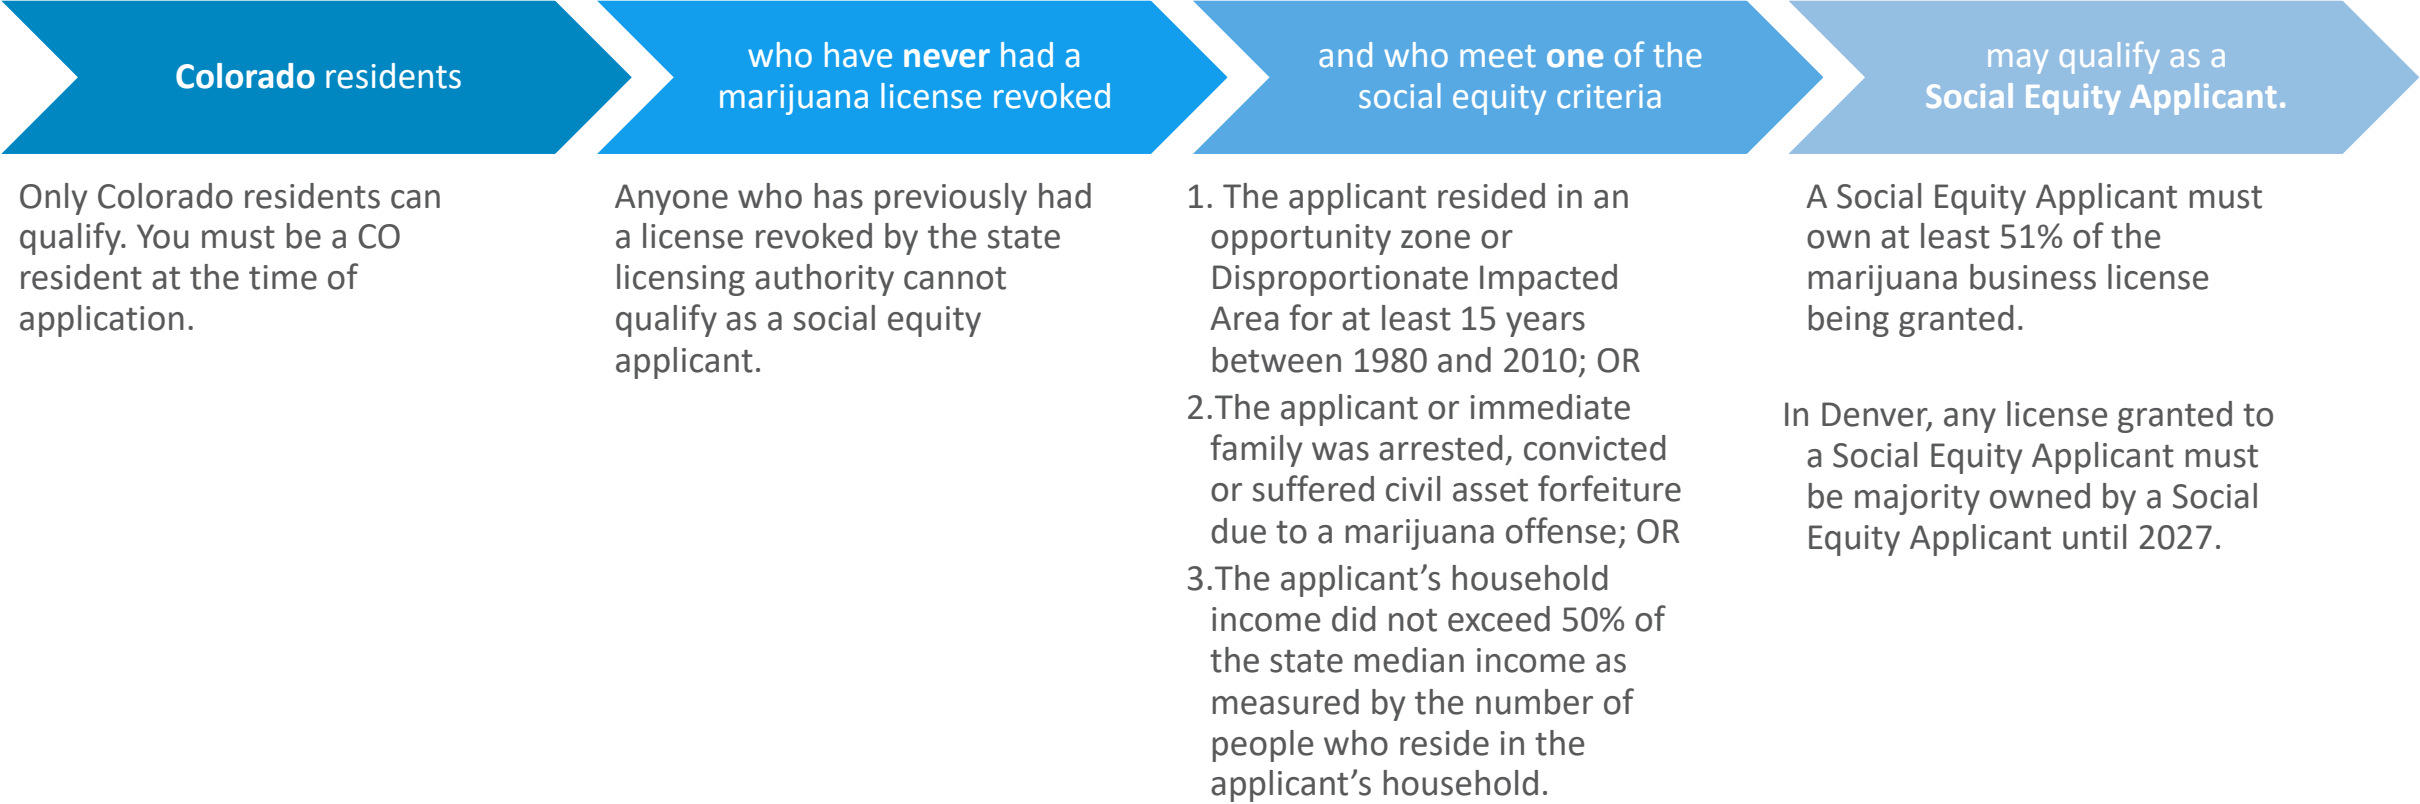 Colorado residents
who have never had a
marijuana license revoked
and who meet one of the
social equity criteria
may qualify as a
Social Equity Applicant.
Only Colorado residents can
qualify. You must be a CO
resident at the time of
application.
Anyone who has previously had
a license revoked by the state
licensing authority cannot
qualify as a social equity
applicant.
1. The applicant resided in an
opportunity zone or
Disproportionate Impacted
Area for at least 15 years
between 1980 and 2010; OR
2.The applicant or immediate
family was arrested, convicted
or suffered civil asset forfeiture
due to a marijuana offense; OR
3.The applicant’s household
income did not exceed 50% of
the state median income as
measured by the number of
people who reside in the
applicant’s household.
A Social Equity Applicant must
own at least 51% of the
marijuana business license
being granted.
In Denver, any license granted to
a Social Equity Applicant must
be majority owned by a Social
Equity Applicant until 2027.